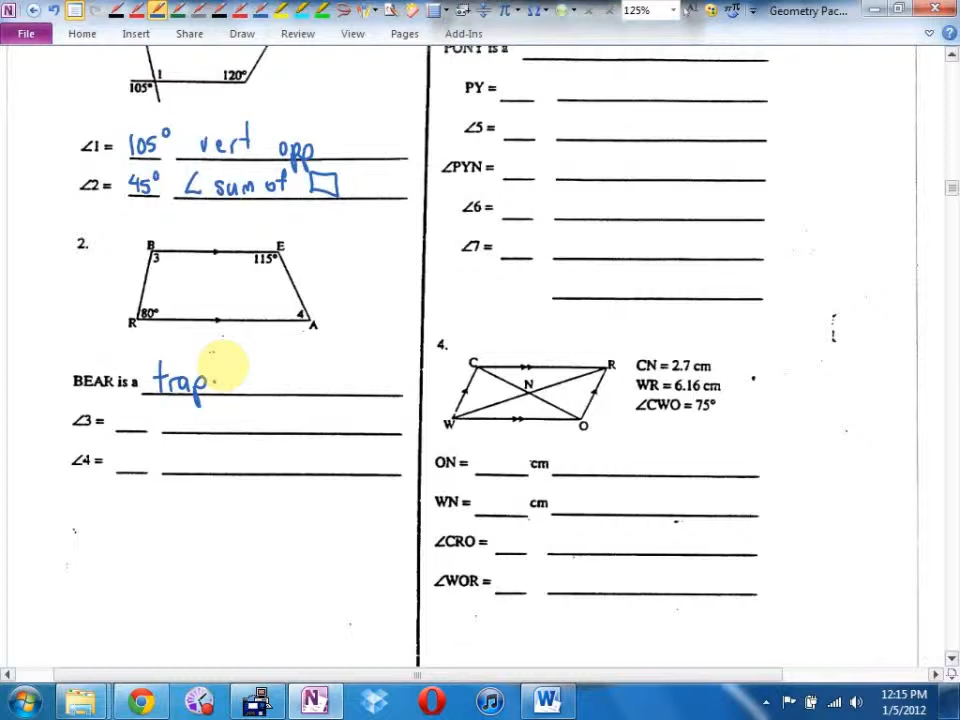 125%
Geometry Pac...
File Home Insert Share Draw Review View Pages Add-Ins
1
120°
105°
∠1 = 105° vert opp
∠2 = 45° ∠ sum of
2.
B E
3 115°
80° 4
R A
BEAR is a trap
∠3 =
∠4 =
PONY is a
PY =
∠5 =
∠PYN =
∠6 =
∠7 =
4.
C R
N
W O
CN = 2.7 cm
WR = 6.16 cm
∠CWO = 75°
ON = cm
WN = cm
∠CRO =
∠WOR =
12:15 PM
1/5/2012